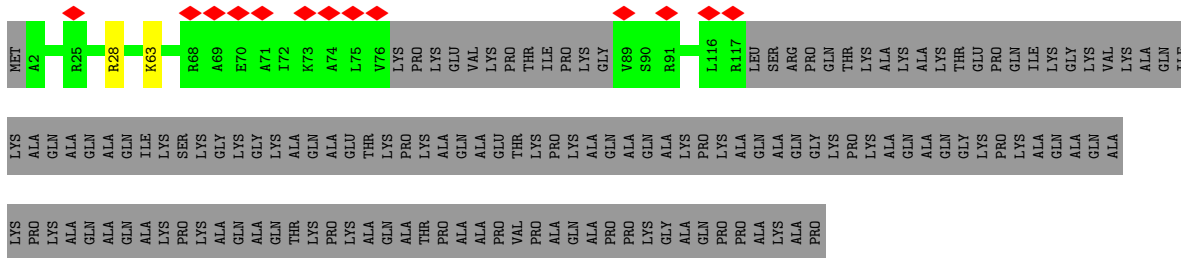 MET A2 R25 R28 K63 R68 A69 E70 A71 I72 K73 A74 L75 V76 LYS PRO LYS GLU VAL LYS PRO THR ILE PRO LYS GLY V89 S90 R91 L116 R117 LEU SER ARG PRO GLN THR LYS ALA LYS ALA LYS THR GLU PRO GLN ILE LYS GLY LYS VAL LYS ALA GLN ILE
LYS ALA GLN ALA GLN ALA GLN ILE LYS SER LYS GLY LYS GLY LYS ALA GLN ALA GLU THR LYS PRO LYS ALA GLN ALA GLU THR LYS PRO LYS ALA GLN ALA GLN ALA LYS PRO LYS ALA GLN ALA GLN GLY LYS PRO LYS ALA GLN ALA GLN GLY LYS PRO LYS ALA GLN ALA GLN ALA
LYS PRO LYS ALA GLN ALA GLN ALA LYS PRO LYS ALA GLN ALA GLN THR LYS PRO LYS ALA GLN ALA THR PRO ALA ALA PRO VAL PRO ALA GLN ALA PRO PRO LYS GLY ALA GLN PRO PRO ALA LYS ALA PRO